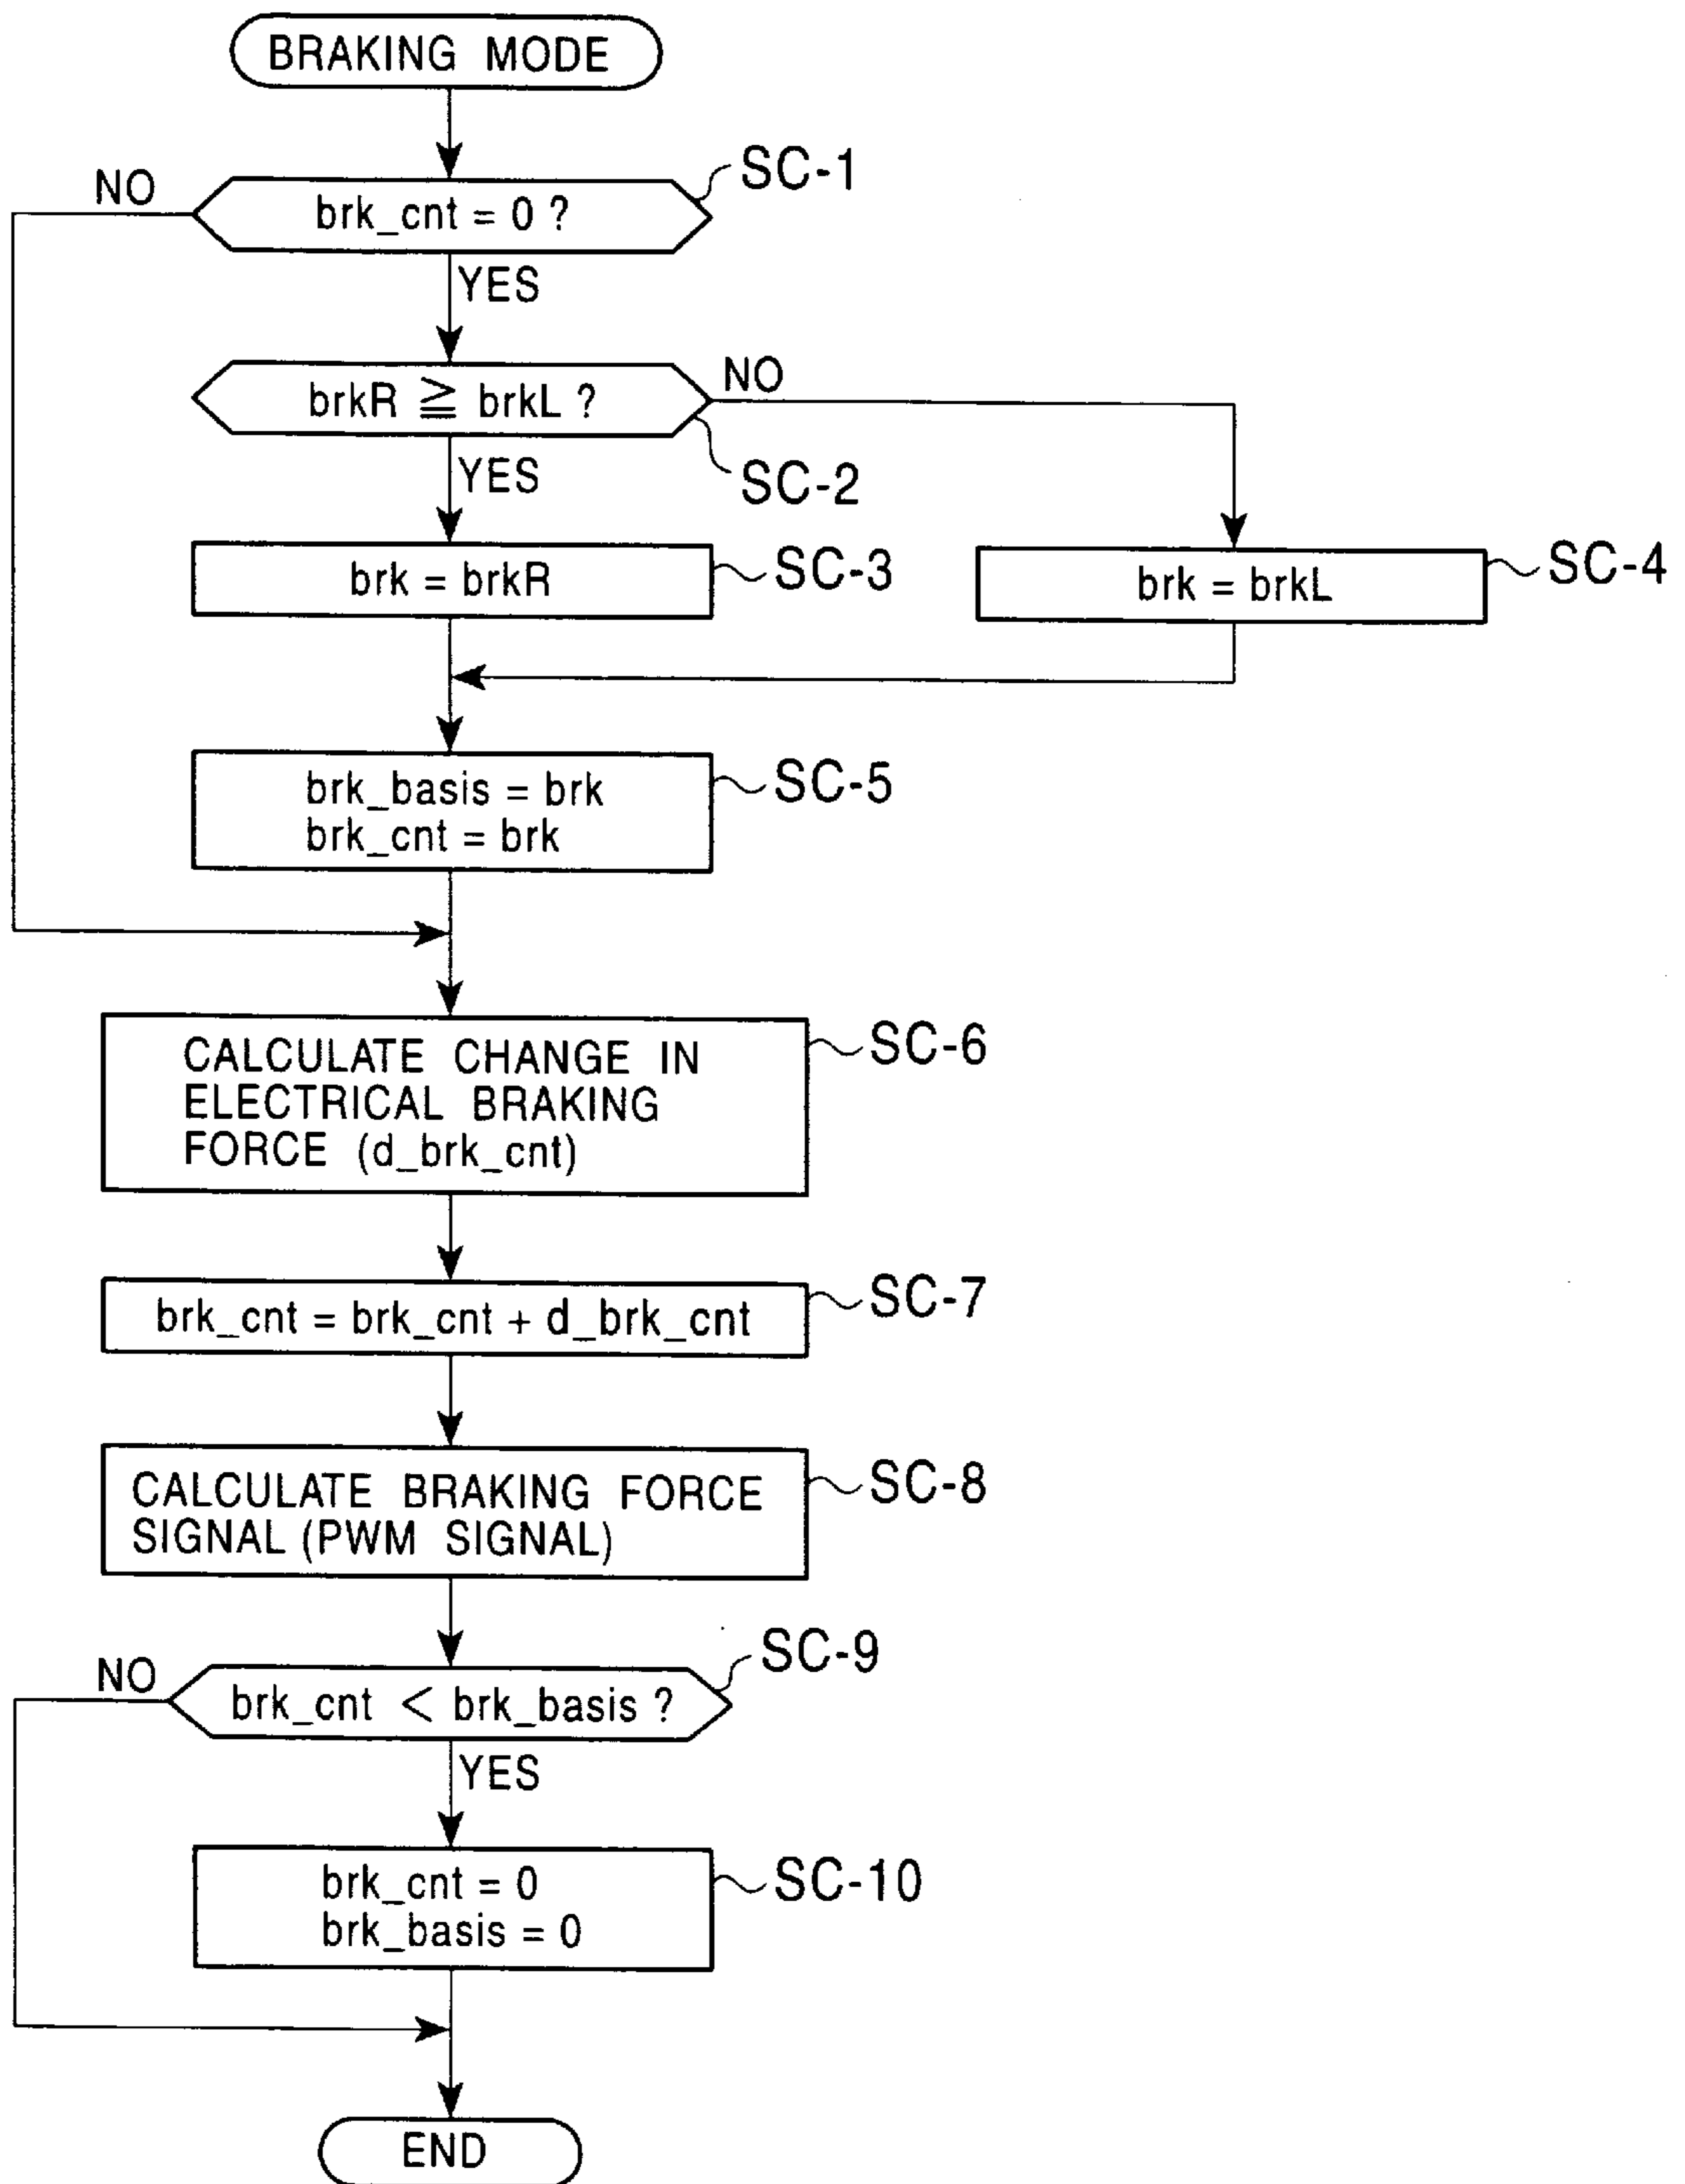 BRAKING MODE
SC-1
NO
brk_cnt = 0 ?
YES
NO
brkR ≧ brkL ?
SC-2
YES
brk = brkR
SC-3
brk = brkL
SC-4
brk_basis = brk
brk_cnt = brk
SC-5
CALCULATE CHANGE IN
ELECTRICAL BRAKING
FORCE (d_brk_cnt)
SC-6
brk_cnt = brk_cnt + d_brk_cnt
SC-7
CALCULATE BRAKING FORCE
SIGNAL (PWM SIGNAL)
SC-8
SC-9
NO
brk_cnt < brk_basis ?
YES
brk_cnt = 0
brk_basis = 0
SC-10
END